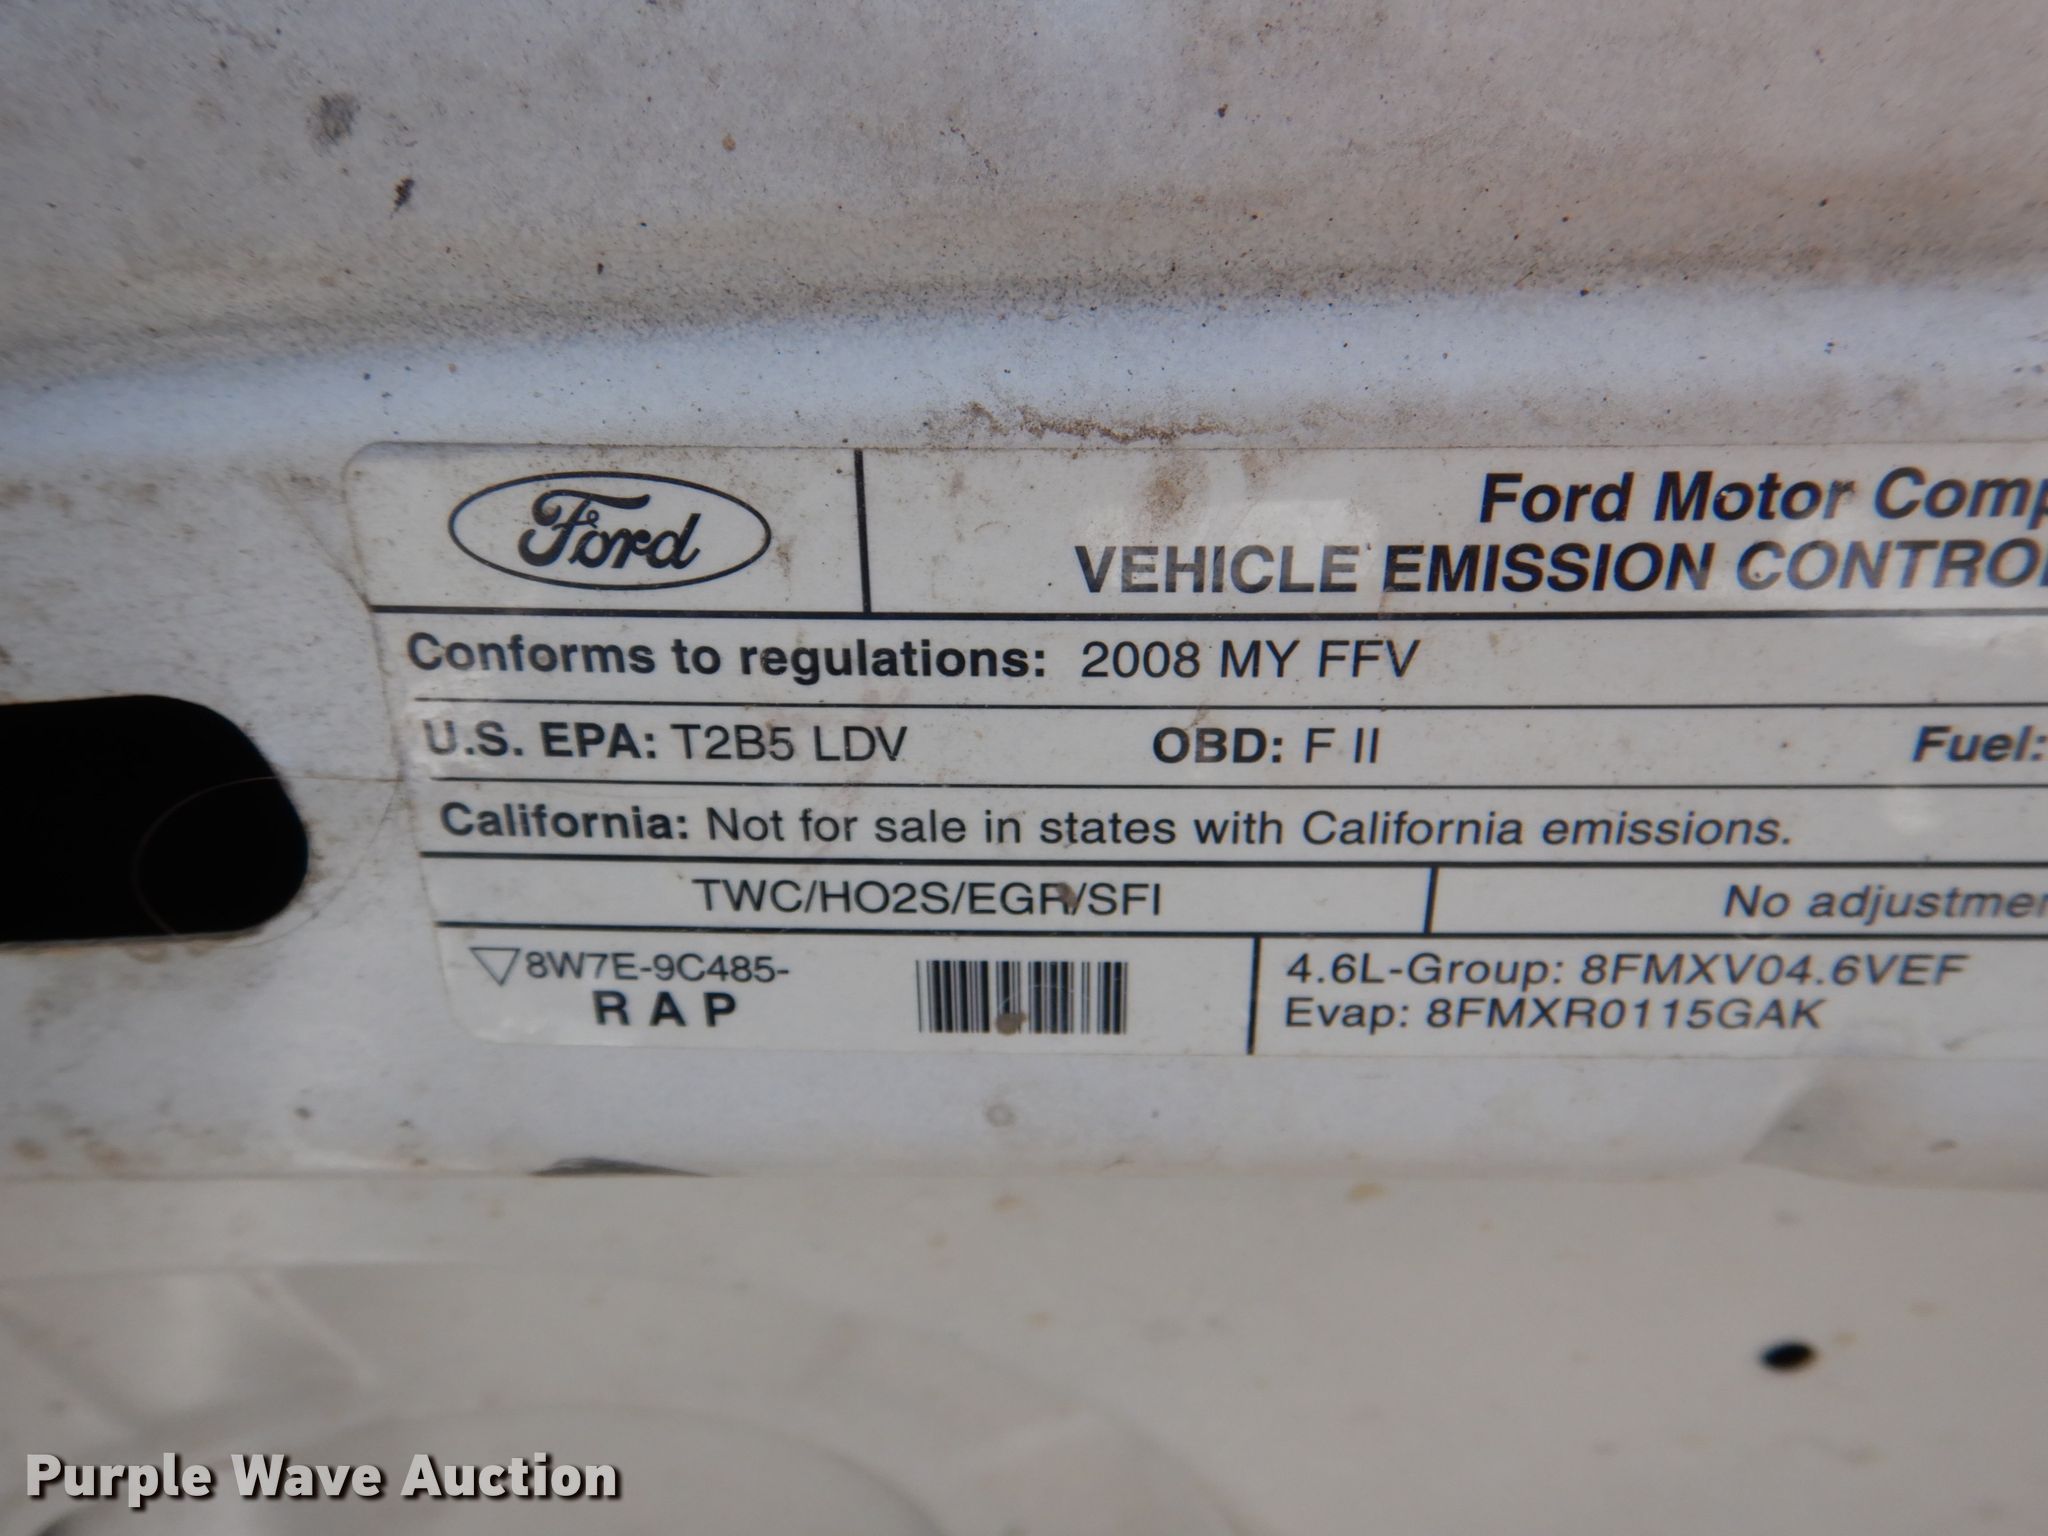 Ford
Ford Motor Comp
VEHICLE EMISSION CONTROL
Conforms to regulations: 2008 MY FFV
U.S. EPA: T2B5 LDV OBD: F II Fuel:
California: Not for sale in states with California emissions.
TWC/HO2S/EGR/SFI No adjustmen
8W7E-9C485-
RAP
4.6L-Group: 8FMXV04.6VEF
Evap: 8FMXR0115GAK
Purple Wave Auction